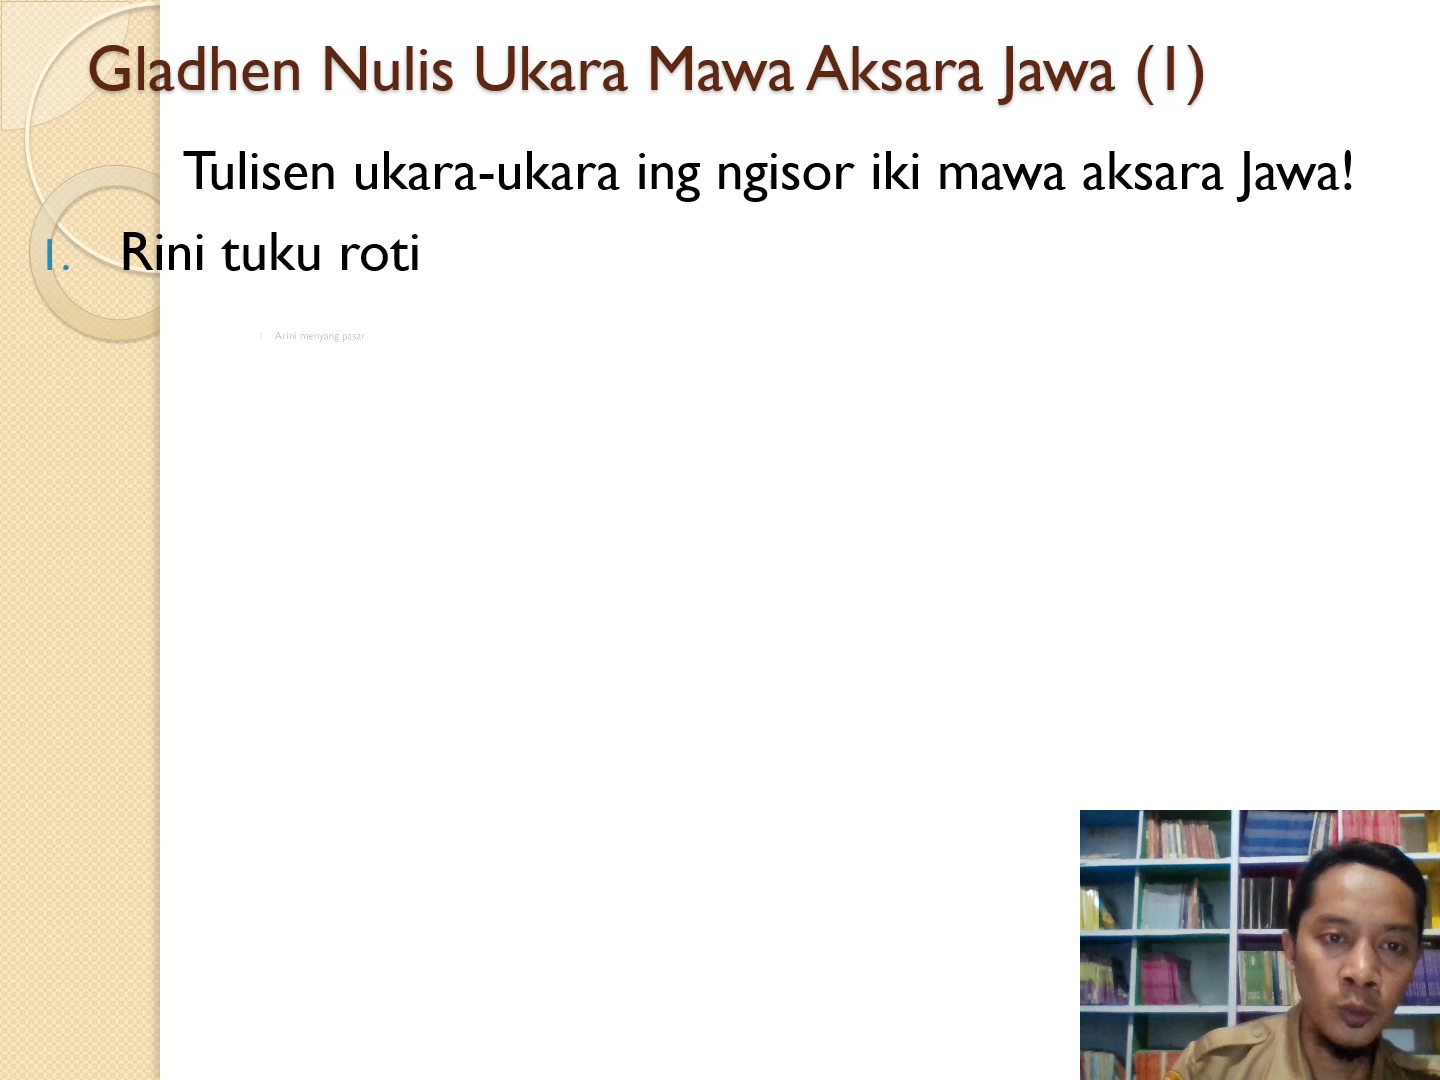 Gladhen Nulis Ukara Mawa Aksara Jawa (1)
Tulisen ukara-ukara ing ngisor iki mawa aksara Jawa!
1. Rini tuku roti
Arini menyang pasar